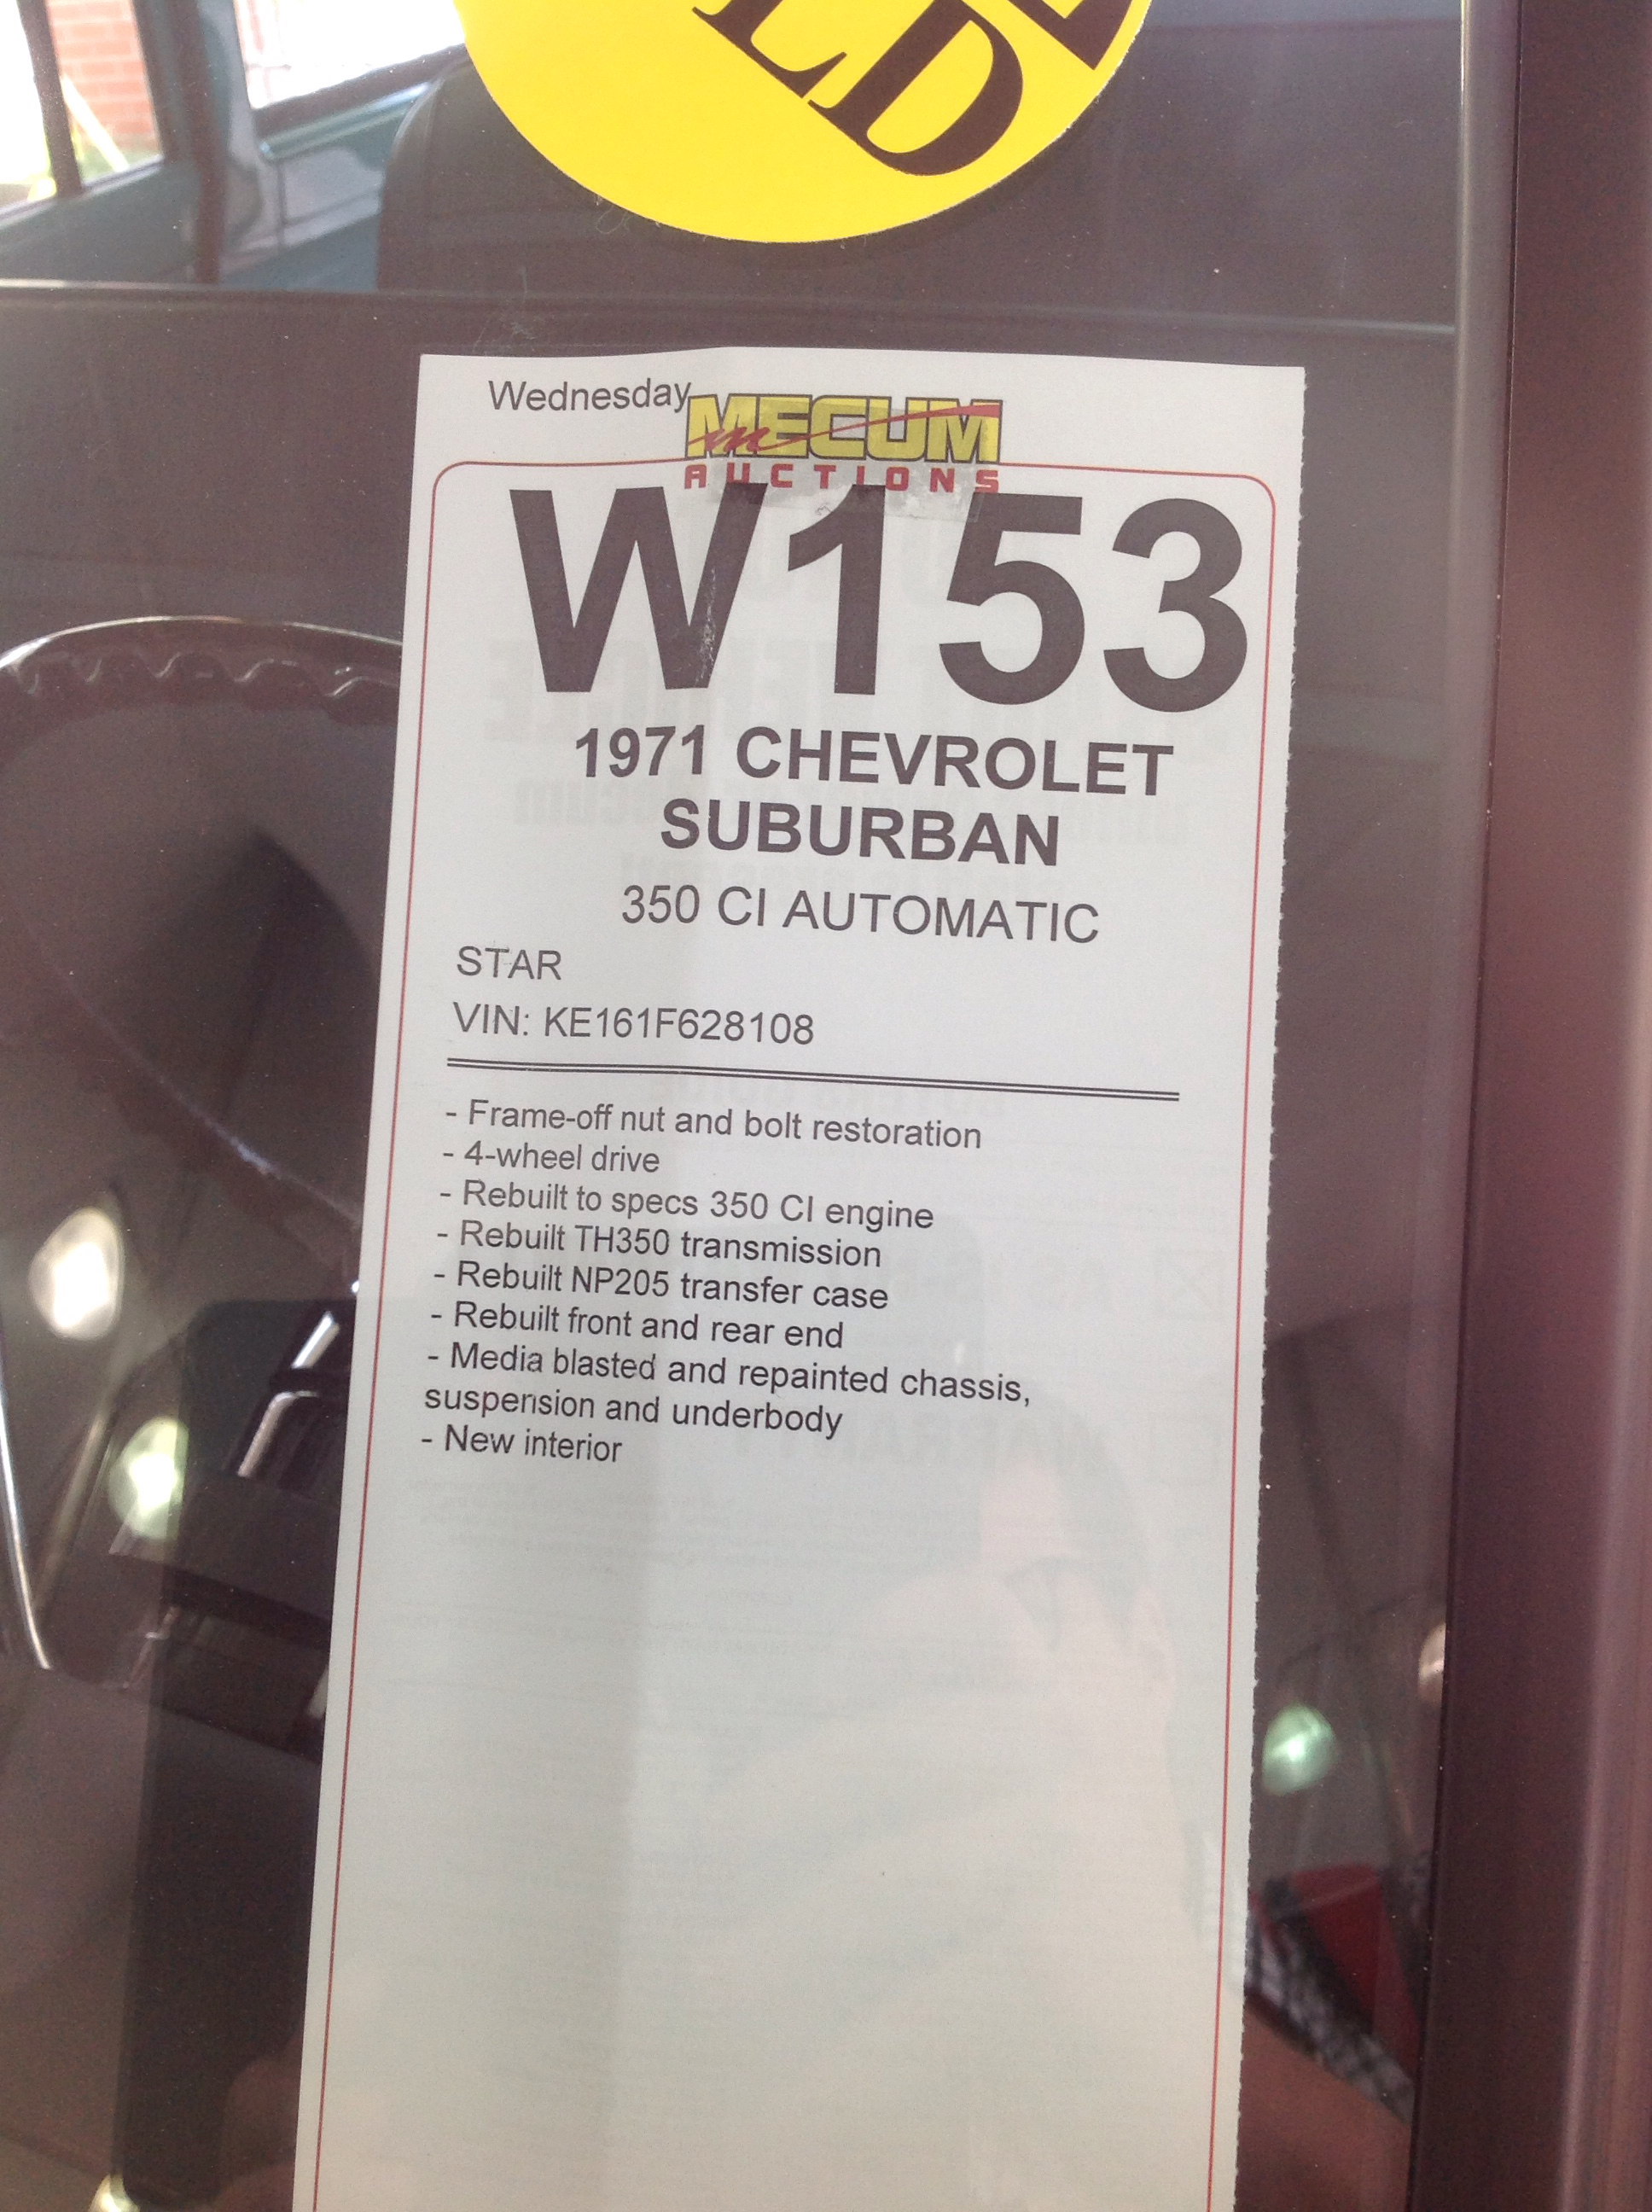 LD
Wednesday
MECUM
AUCTIONS
W153
1971 CHEVROLET
SUBURBAN
350 CI AUTOMATIC
STAR
VIN: KE161F628108
- Frame-off nut and bolt restoration
- 4-wheel drive
- Rebuilt to specs 350 CI engine
- Rebuilt TH350 transmission
- Rebuilt NP205 transfer case
- Rebuilt front and rear end
- Media blasted and repainted chassis,
suspension and underbody
- New interior